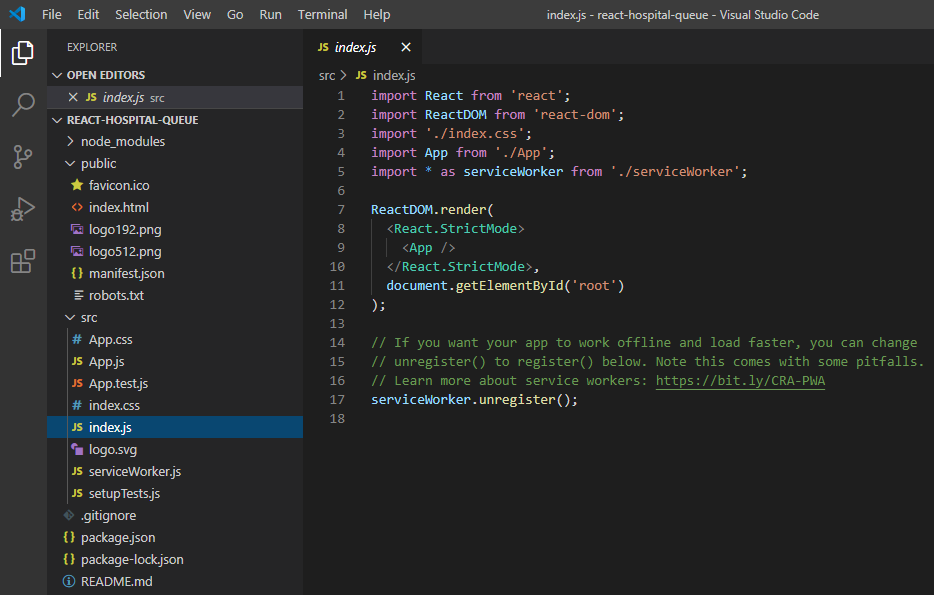 File Edit Selection View Go Run Terminal Help index.js - react-hospital-queue - Visual Studio Code
EXPLORER
OPEN EDITORS
JS index.js src
REACT-HOSPITAL-QUEUE
node_modules
public
favicon.ico
<> index.html
logo192.png
logo512.png
{} manifest.json
robots.txt
src
# App.css
JS App.js
JS App.test.js
# index.css
JS index.js
logo.svg
JS serviceWorker.js
JS setupTests.js
.gitignore
{} package.json
{} package-lock.json
README.md
JS index.js
src > JS index.js
1 import React from 'react';
2 import ReactDOM from 'react-dom';
3 import './index.css';
4 import App from './App';
5 import * as serviceWorker from './serviceWorker';
6
7 ReactDOM.render(
8 <React.StrictMode>
9 <App />
10 </React.StrictMode>,
11 document.getElementById('root')
12 );
13
14 // If you want your app to work offline and load faster, you can change
15 // unregister() to register() below. Note this comes with some pitfalls.
16 // Learn more about service workers: https://bit.ly/CRA-PWA
17 serviceWorker.unregister();
18